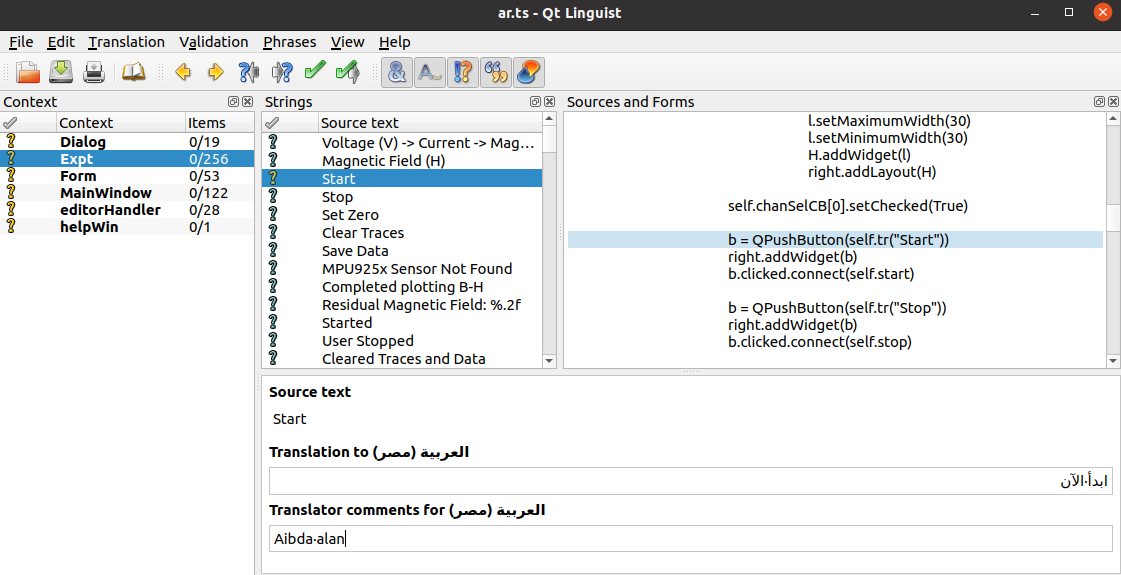 ar.ts - Qt Linguist
File Edit Translation Validation Phrases View Help
Context
Context Items
Dialog 0/19
Expt 0/256
Form 0/53
MainWindow 0/122
editorHandler 0/28
helpWin 0/1
Strings
Source text
Voltage (V) -> Current -> Mag...
Magnetic Field (H)
Start
Stop
Set Zero
Clear Traces
Save Data
MPU925x Sensor Not Found
Completed plotting B-H
Residual Magnetic Field: %.2f
Started
User Stopped
Cleared Traces and Data
Sources and Forms
l.setMaximumWidth(30)
l.setMinimumWidth(30)
H.addWidget(l)
right.addLayout(H)
self.chanSelCB[0].setChecked(True)
b = QPushButton(self.tr("Start"))
right.addWidget(b)
b.clicked.connect(self.start)
b = QPushButton(self.tr("Stop"))
right.addWidget(b)
b.clicked.connect(self.stop)
Source text
Start
Translation to العربية (مصر)
ابدأ·الآن
Translator comments for العربية (مصر)
Aibda·alan